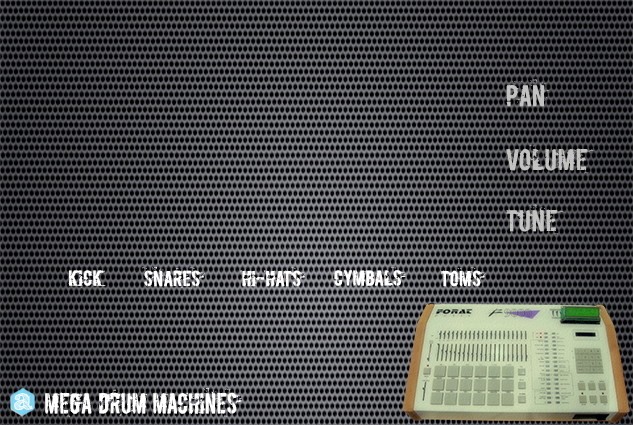 PAN
VOLUME
TUNE
KICK SNARES HI-HATS CYMBALS TOMS
FORAT
MEGA DRUM MACHINES